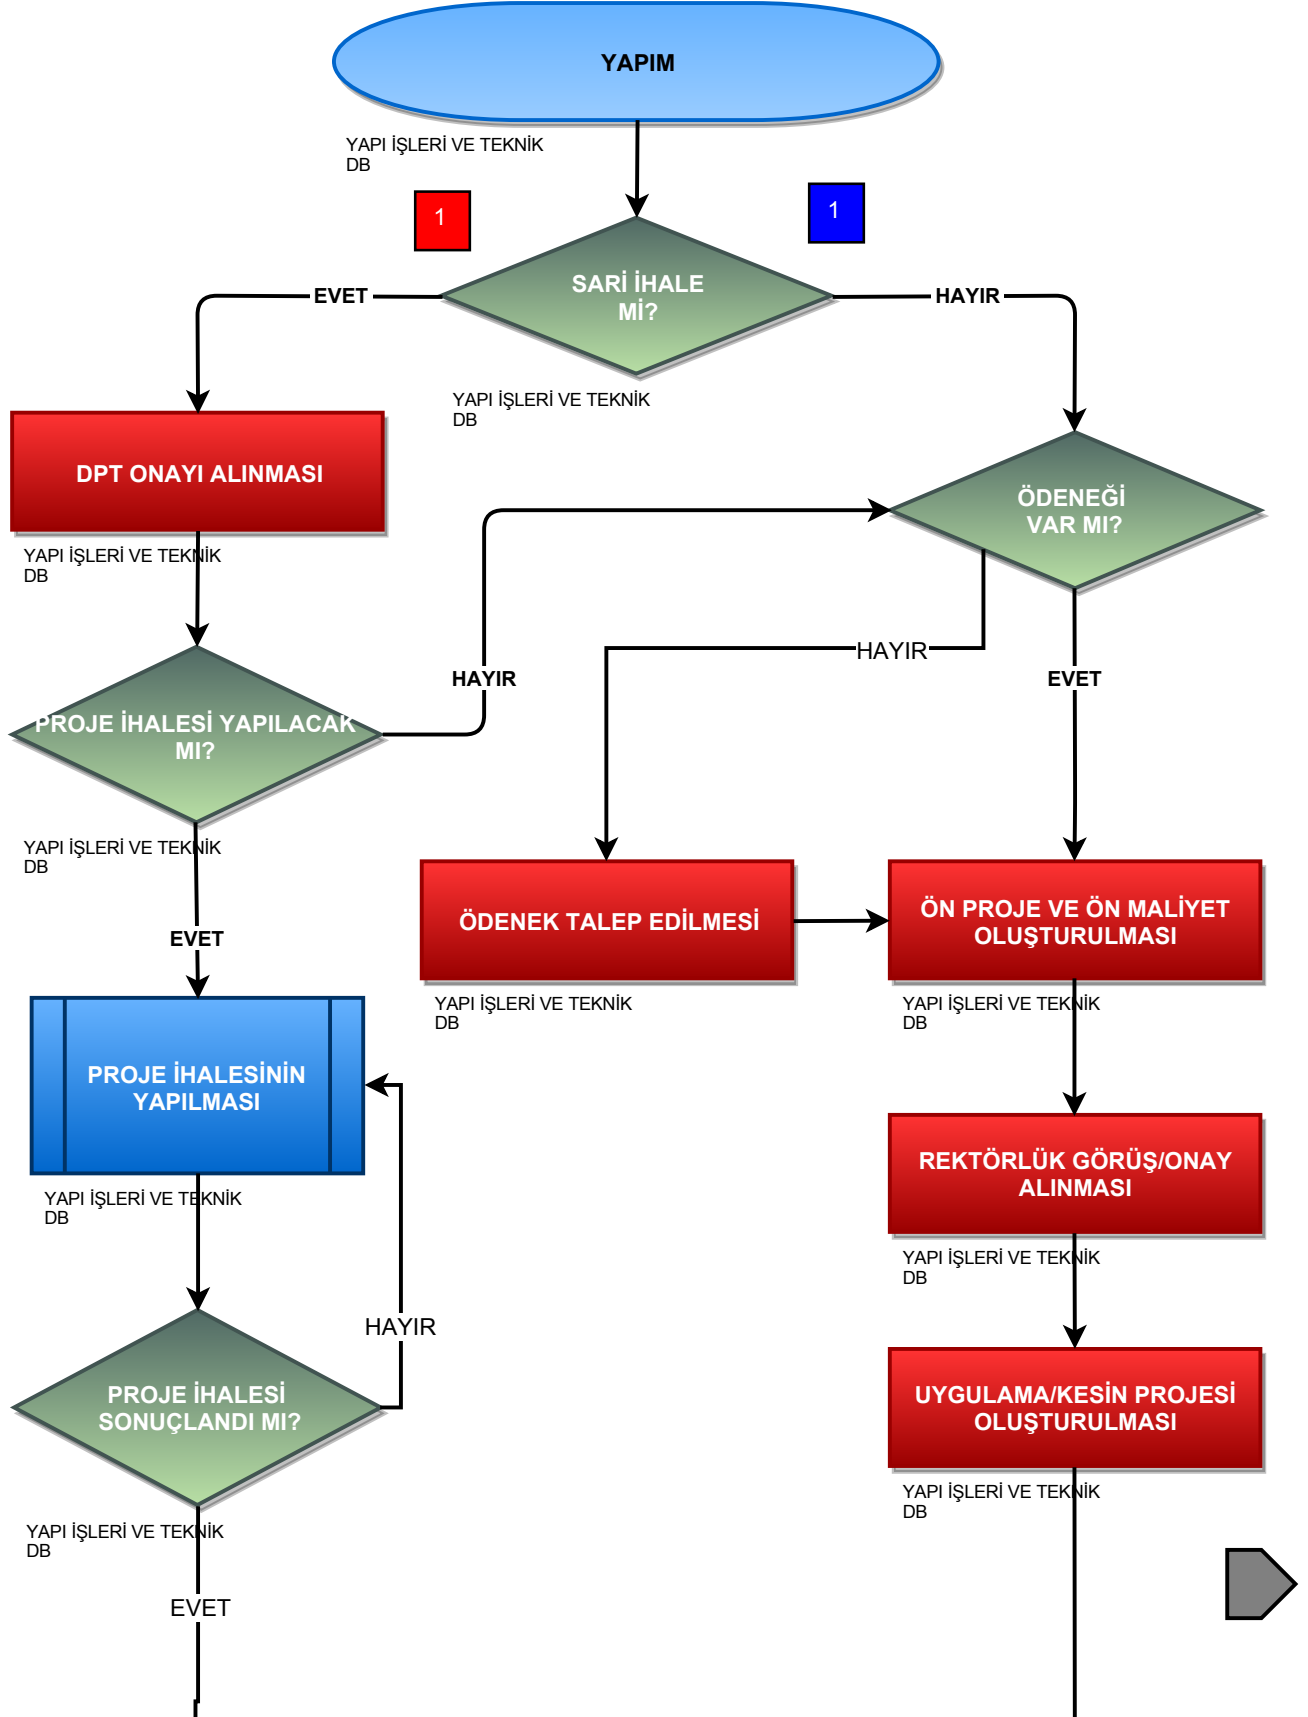 YAPIM
YAPI İŞLERİ VE TEKNİK
DB
1
1
SARİ İHALE
Mİ?
EVET
HAYIR
YAPI İŞLERİ VE TEKNİK
DB
DPT ONAYI ALINMASI
ÖDENEĞİ
VAR MI?
YAPI İŞLERİ VE TEKNİK
DB
HAYIR
HAYIR
EVET
PROJE İHALESİ YAPILACAK
MI?
YAPI İŞLERİ VE TEKNİK
DB
EVET
ÖDENEK TALEP EDİLMESİ
ÖN PROJE VE ÖN MALİYET
OLUŞTURULMASI
YAPI İŞLERİ VE TEKNİK
DB
YAPI İŞLERİ VE TEKNİK
DB
PROJE İHALESİNİN
YAPILMASI
YAPI İŞLERİ VE TEKNİK
DB
REKTÖRLÜK GÖRÜŞ/ONAY
ALINMASI
YAPI İŞLERİ VE TEKNİK
DB
HAYIR
PROJE İHALESİ
SONUÇLANDI MI?
UYGULAMA/KESİN PROJESİ
OLUŞTURULMASI
YAPI İŞLERİ VE TEKNİK
DB
YAPI İŞLERİ VE TEKNİK
DB
EVET